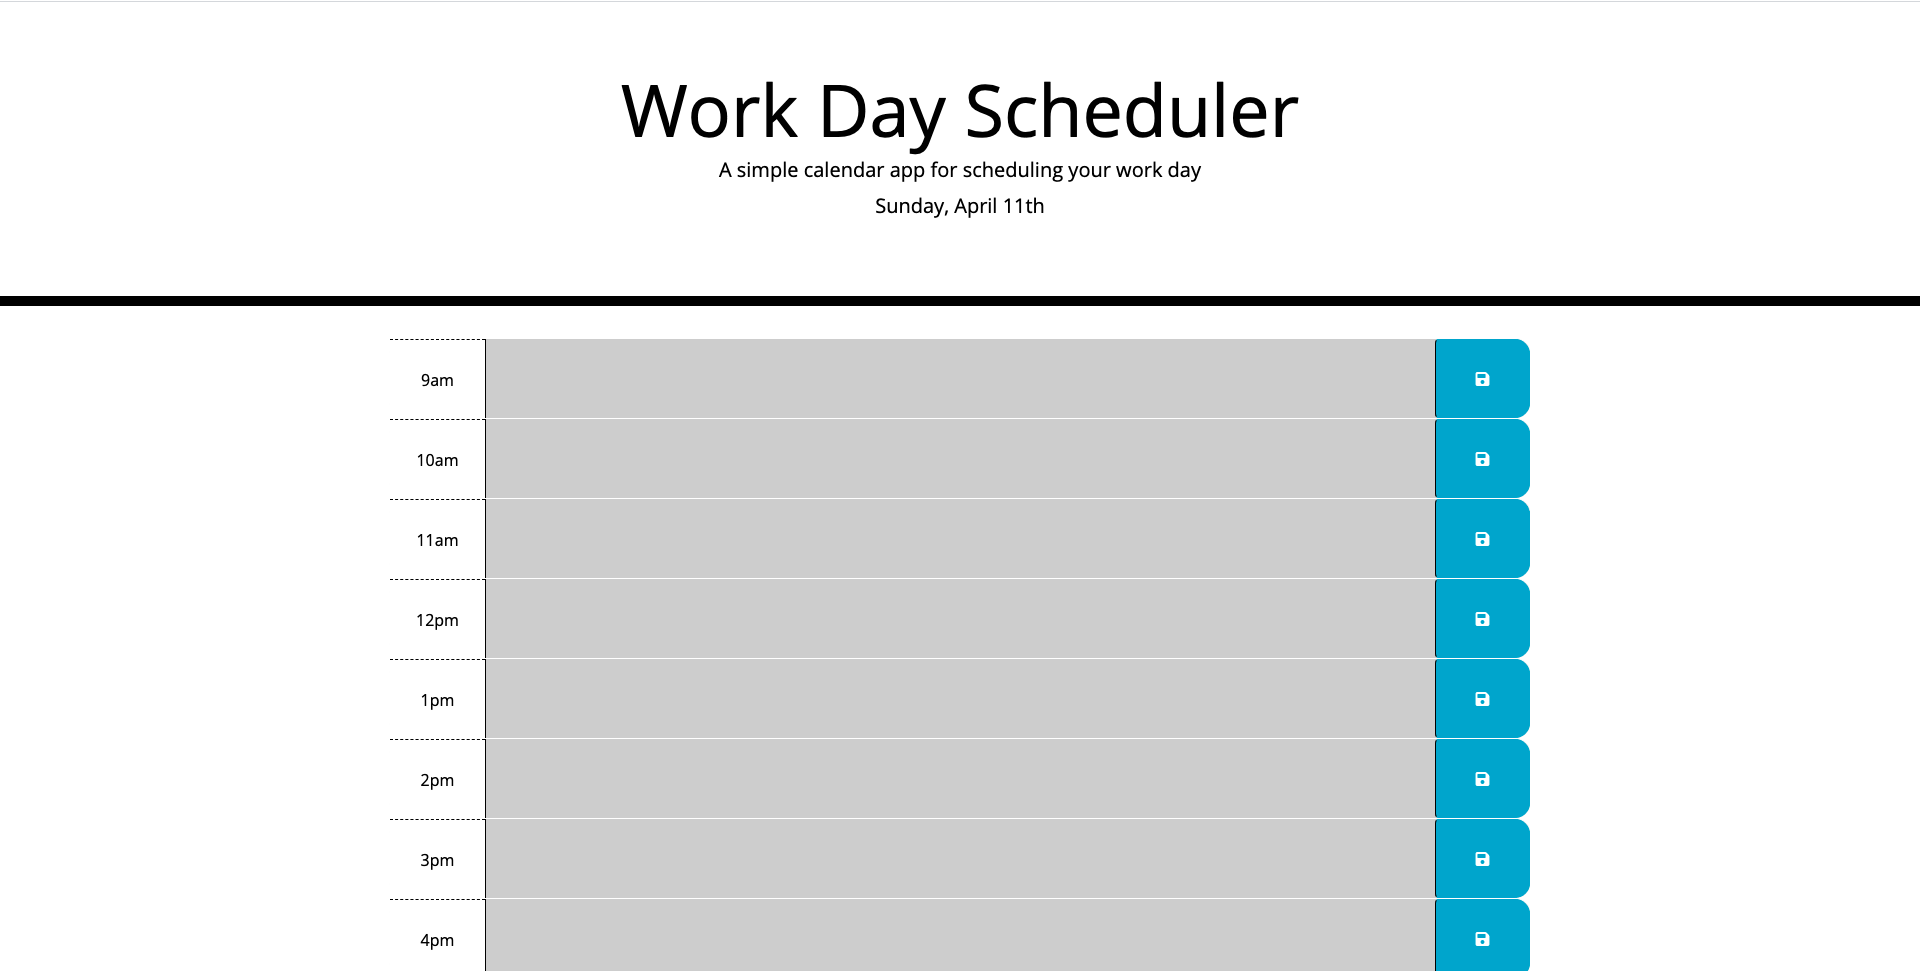 Work Day Scheduler
A simple calendar app for scheduling your work day
Sunday, April 11th
9am
10am
11am
12pm
1pm
2pm
3pm
4pm